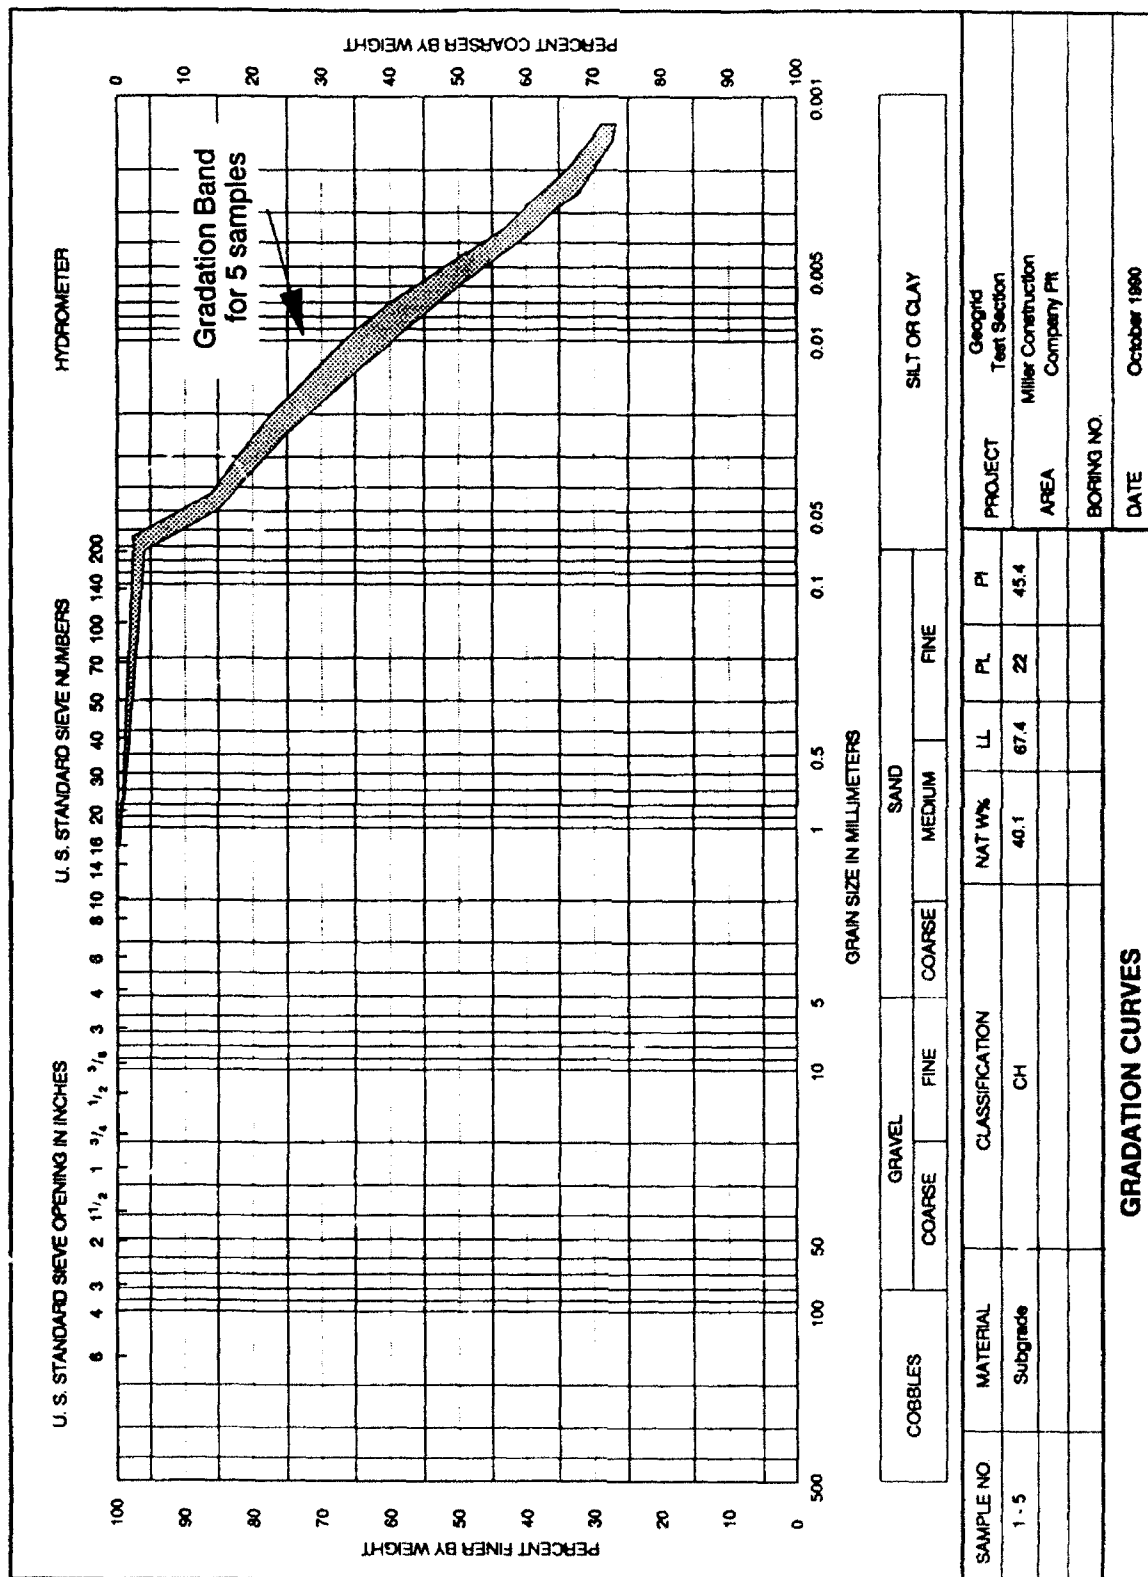 U. S. STANDARD SIEVE OPENING IN INCHES U. S. STANDARD SIEVE NUMBERS HYDROMETER
6 4 3 2 1 1/2 1 3/4 1/2 3/8 3 4 6 8 10 14 16 20 30 40 50 70 100 140 200
PERCENT FINER BY WEIGHT
100
90
80
70
60
50
40
30
20
10
0
PERCENT COARSER BY WEIGHT
0
10
20
30
40
50
60
70
80
90
100
Gradation Band
for 5 samples
500 100 50 10 5 1 0.5 0.1 0.05 0.01 0.005 0.001
GRAIN SIZE IN MILLIMETERS
COBBLES GRAVEL SAND SILT OR CLAY
COARSE FINE COARSE MEDIUM FINE
SAMPLE NO. MATERIAL CLASSIFICATION NAT W% LL PL PI
1 - 5 Subgrade CH 40.1 67.4 22 45.4
PROJECT Geogrid
Test Section
Miller Construction
AREA Company Pit
BORING NO.
DATE October 1990
GRADATION CURVES